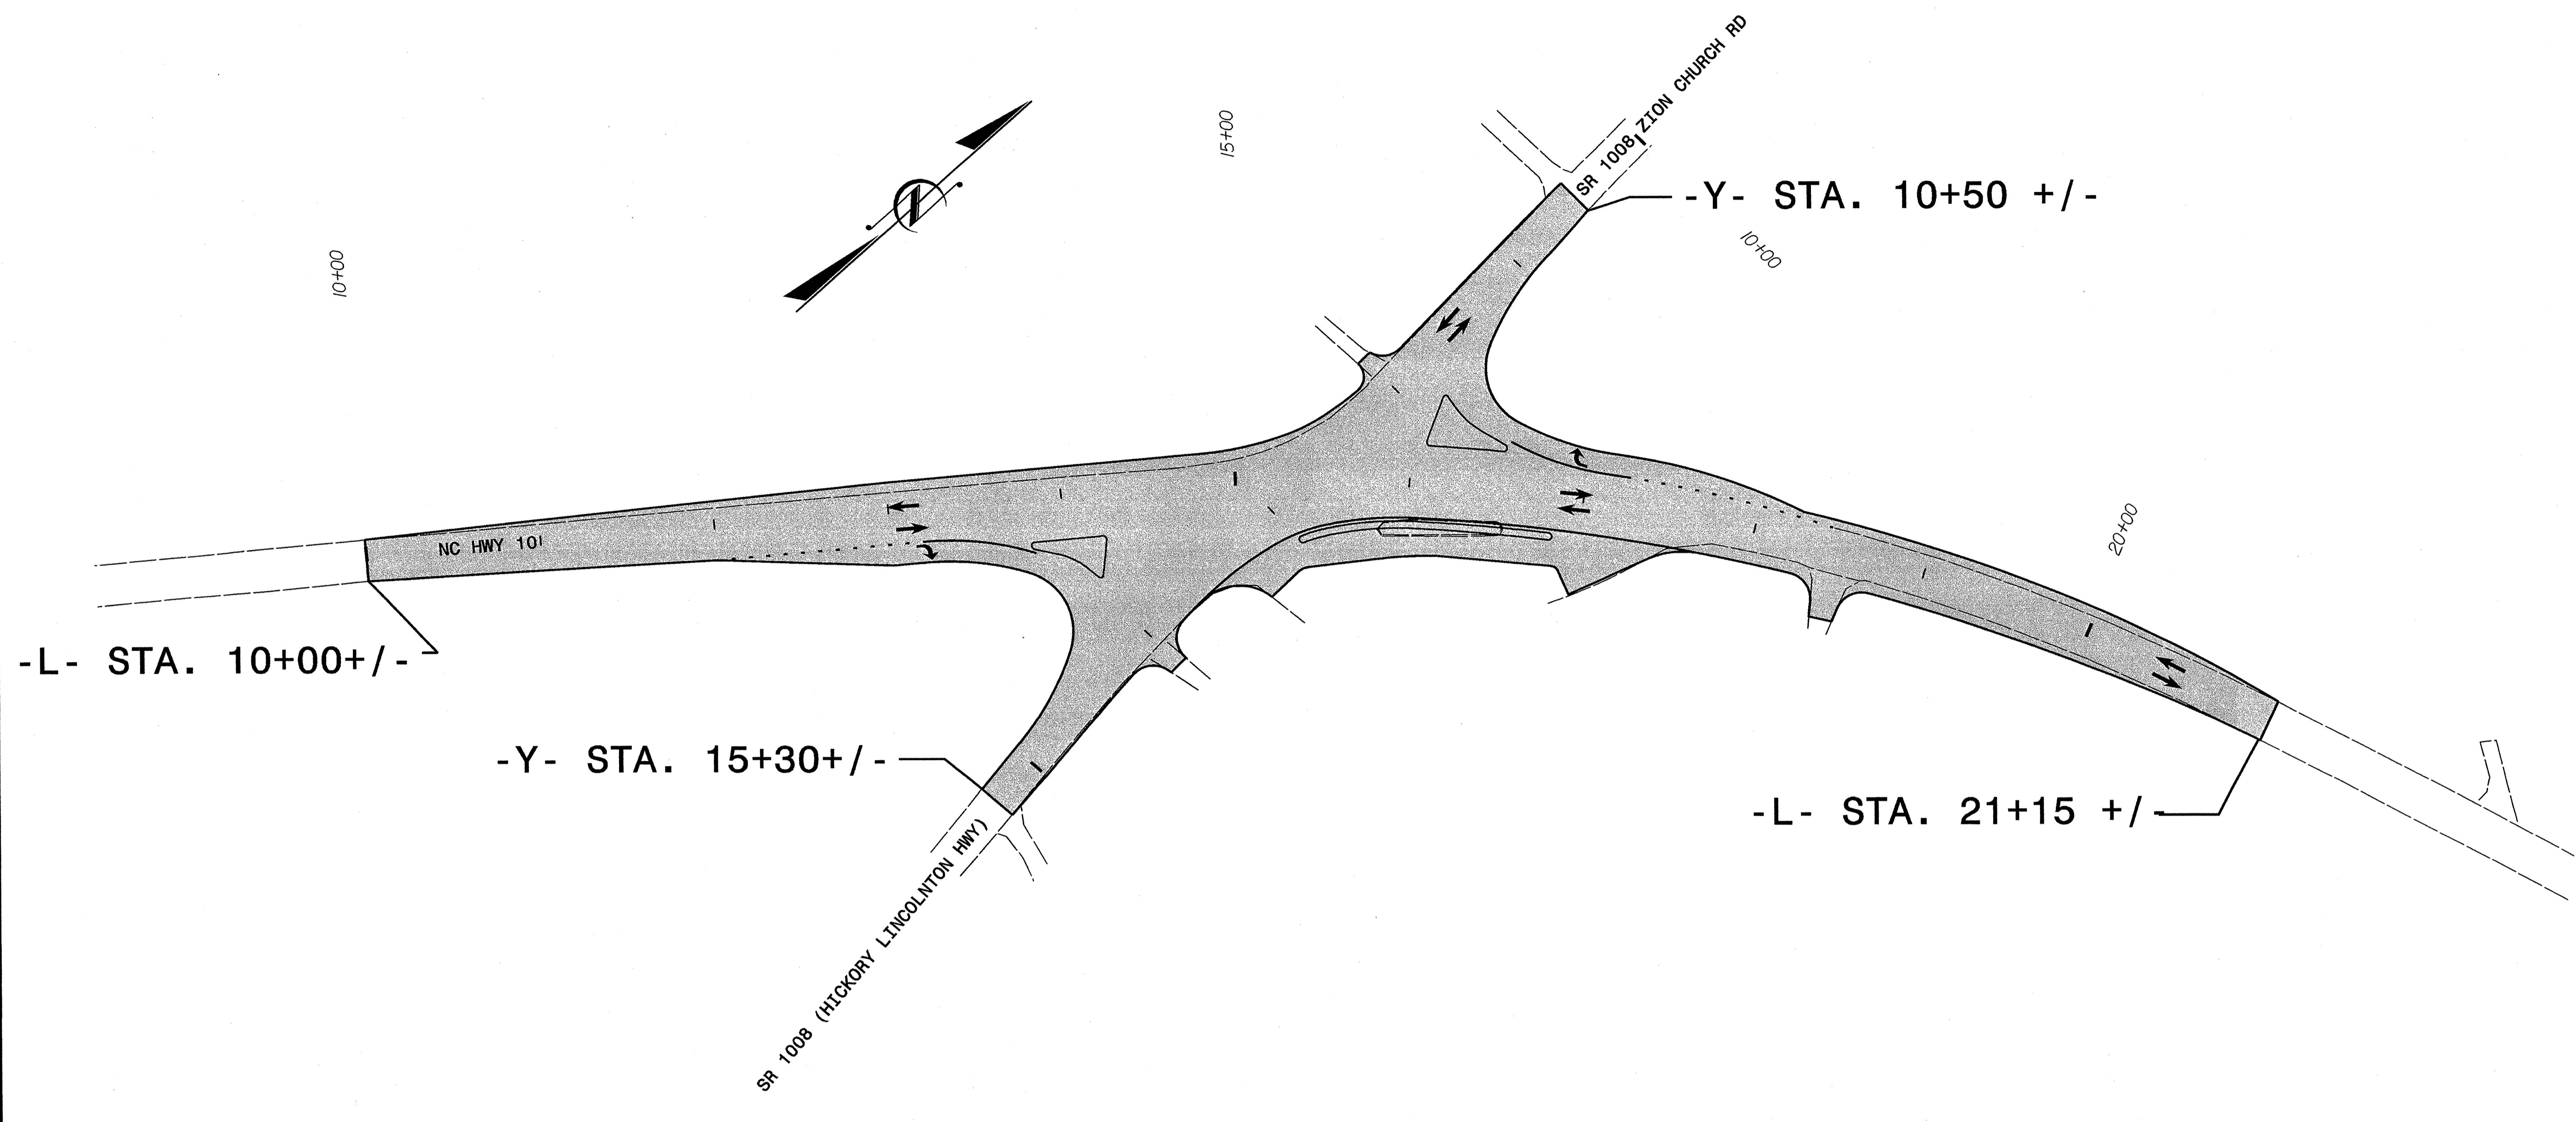 SR 1008 ZION CHURCH RD
15+00
-Y- STA. 10+50 +/-
10+00
10+00
N
20+00
NC HWY 10
-L- STA. 10+00+/-
-Y- STA. 15+30+/-
-L- STA. 21+15 +/-
SR 1008 (HICKORY LINCOLNTON HWY)